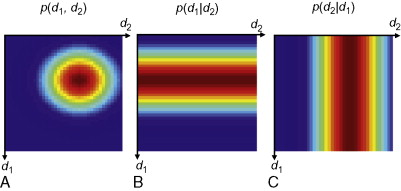 p(d1, d2)
p(d1|d2)
p(d2|d1)
d2
d2
d2
d1
d1
d1
A
B
C